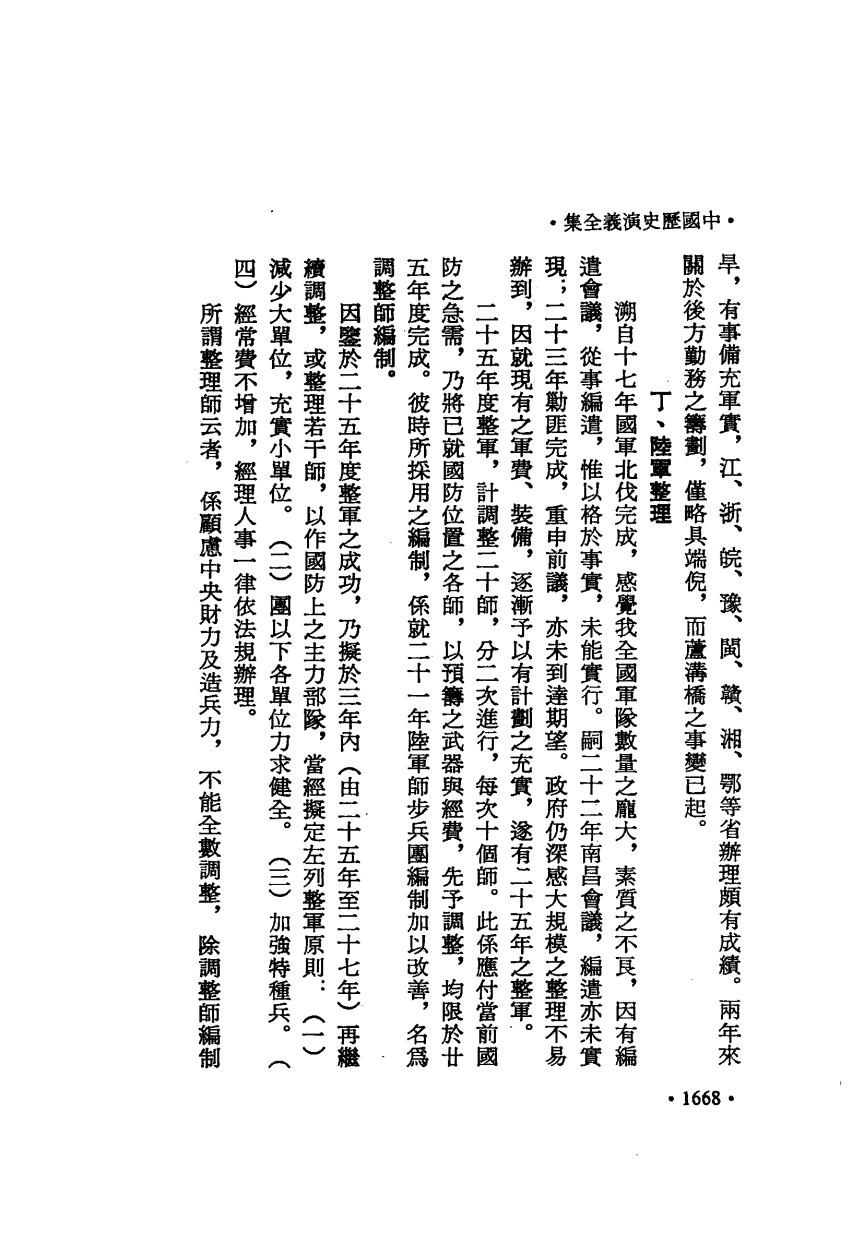 •中國歷史演義全集•
旱，有事備充軍實，江、浙、皖、豫、閩、贛、湘、鄂等省辦理頗有成績。兩年來
關於後方勤務之籌劃，僅略具端倪，而蘆溝橋之事變已起。
丁、陸軍整理
溯自十七年國軍北伐完成，感覺我全國軍隊數量之龐大，素質之不良，因有編
遣會議，從事編遣，惟以格於事實，未能實行。嗣二十二年南昌會議，編遣亦未實
現；二十三年勦匪完成，重申前議，亦未到達期望。政府仍深感大規模之整理不易
辦到，因就現有之軍費、裝備，逐漸予以有計劃之充實，遂有二十五年之整軍。
二十五年度整軍，計調整二十師，分二次進行，每次十個師。此係應付當前國
防之急需，乃將已就國防位置之各師，以預籌之武器與經費，先予調整，均限於廿
五年度完成。彼時所採用之編制，係就二十一年陸軍師步兵團編制加以改善，名爲
調整師編制。
因鑒於二十五年度整軍之成功，乃擬於三年內（由二十五年至二十七年）再繼
續調整，或整理若干師，以作國防上之主力部隊，當經擬定左列整軍原則：（一）
減少大單位，充實小單位。（二）團以下各單位力求健全。（三）加強特種兵。（
四）經常費不增加，經理人事一律依法規辦理。
所謂整理師云者，係顧慮中央財力及造兵力，不能全數調整，除調整師編制
•1668•